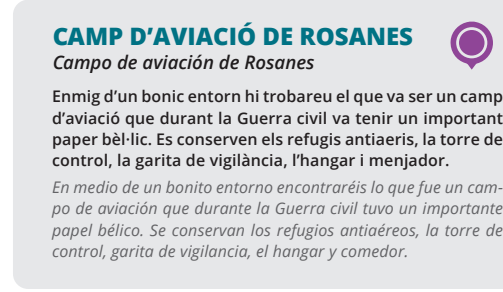 CAMP D'AVIACIÓ DE ROSANES
Campo de aviación de Rosanes
Enmig d'un bonic entorn hi trobareu el que va ser un camp
d'aviació que durant la Guerra civil va tenir un important
paper bèl·lic. Es conserven els refugis antiaeris, la torre de
control, la garita de vigilància, l'hangar i menjador.
En medio de un bonito entorno encontraréis lo que fue un cam-
po de aviación que durante la Guerra civil tuvo un importante
papel bélico. Se conservan los refugios antiaéreos, la torre de
control, garita de vigilancia, el hangar y comedor.